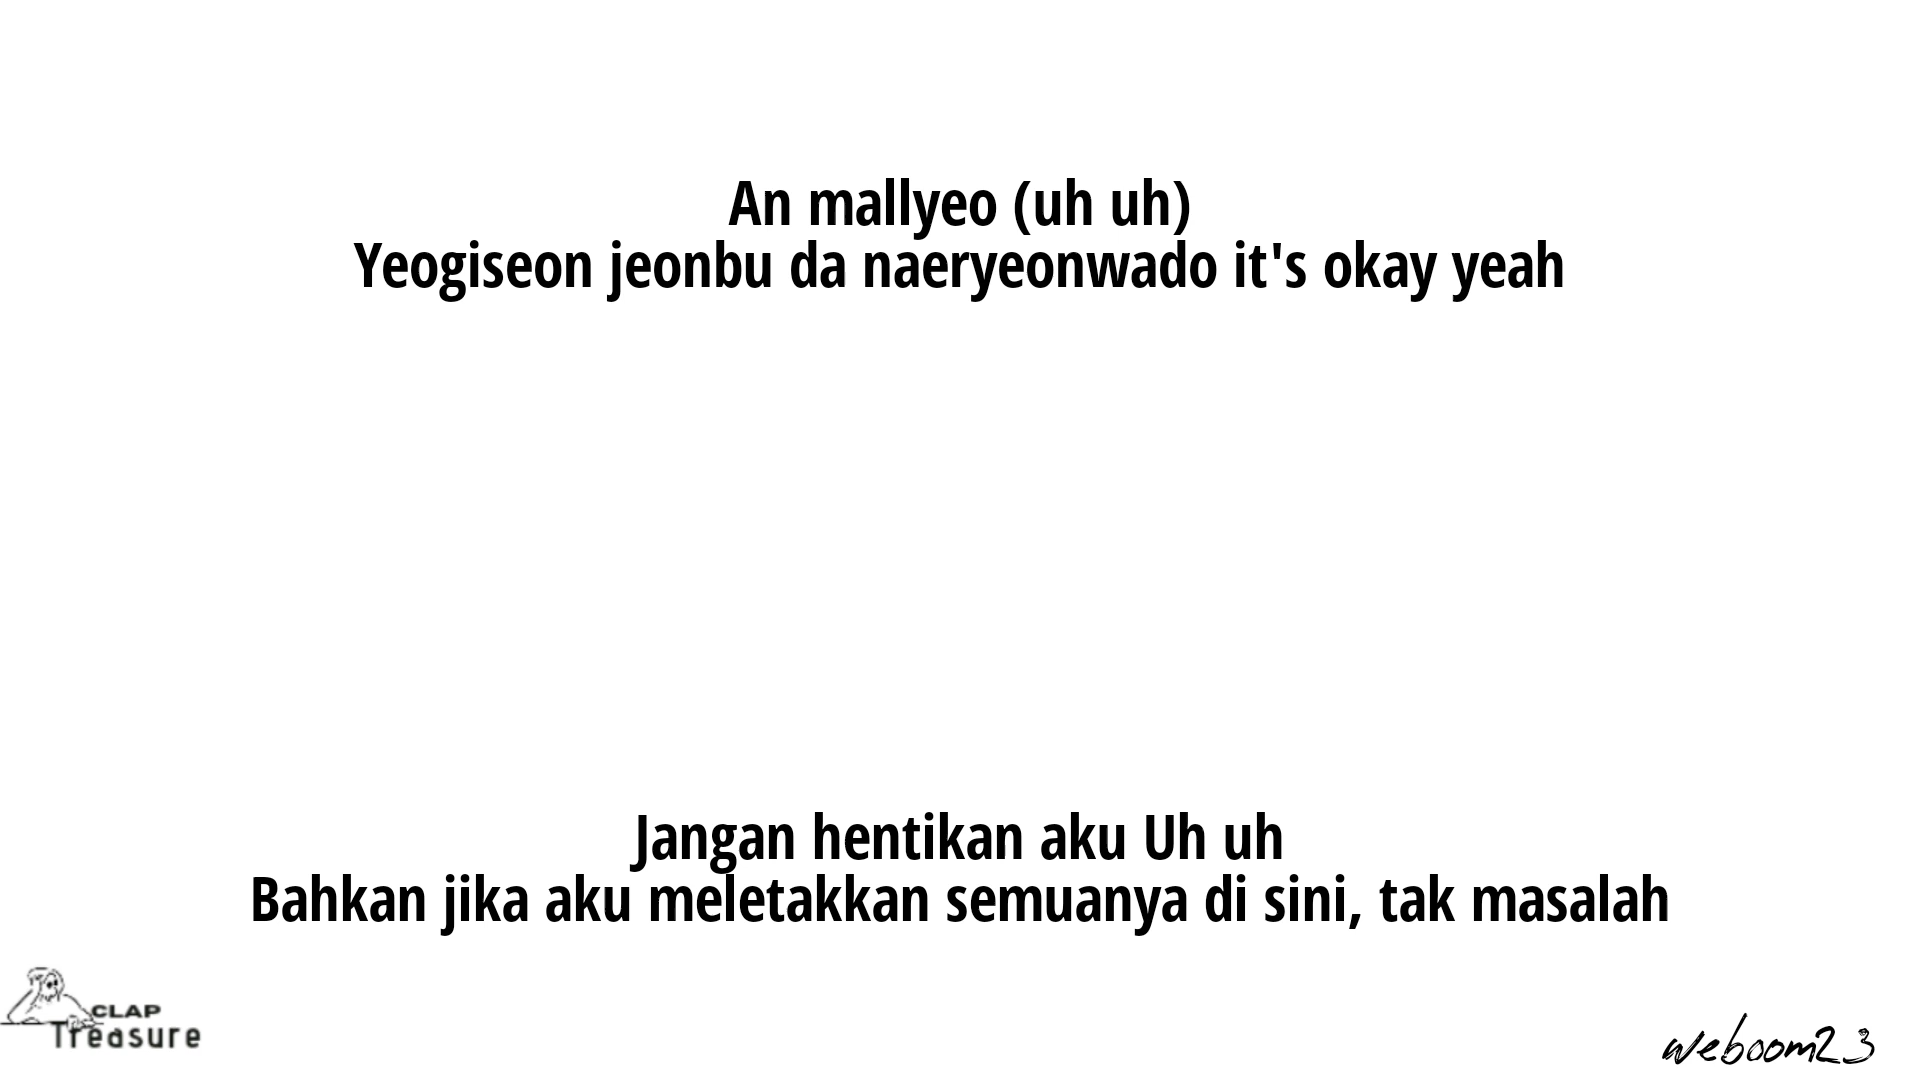 An mallyeo (uh uh)
Yeogiseon jeonbu da naeryeonwado it's okay yeah
Jangan hentikan aku Uh uh
Bahkan jika aku meletakkan semuanya di sini, tak masalah
CLAP
Treasure
weboom23